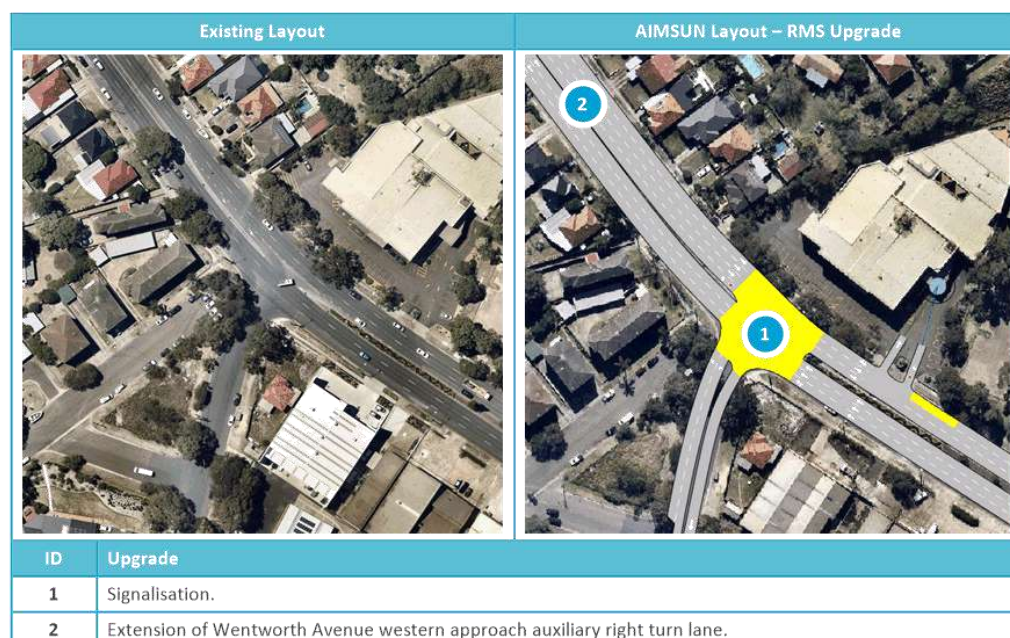 Existing Layout
AIMSUN Layout – RMS Upgrade
2
1
ID Upgrade
1 Signalisation.
2 Extension of Wentworth Avenue western approach auxiliary right turn lane.